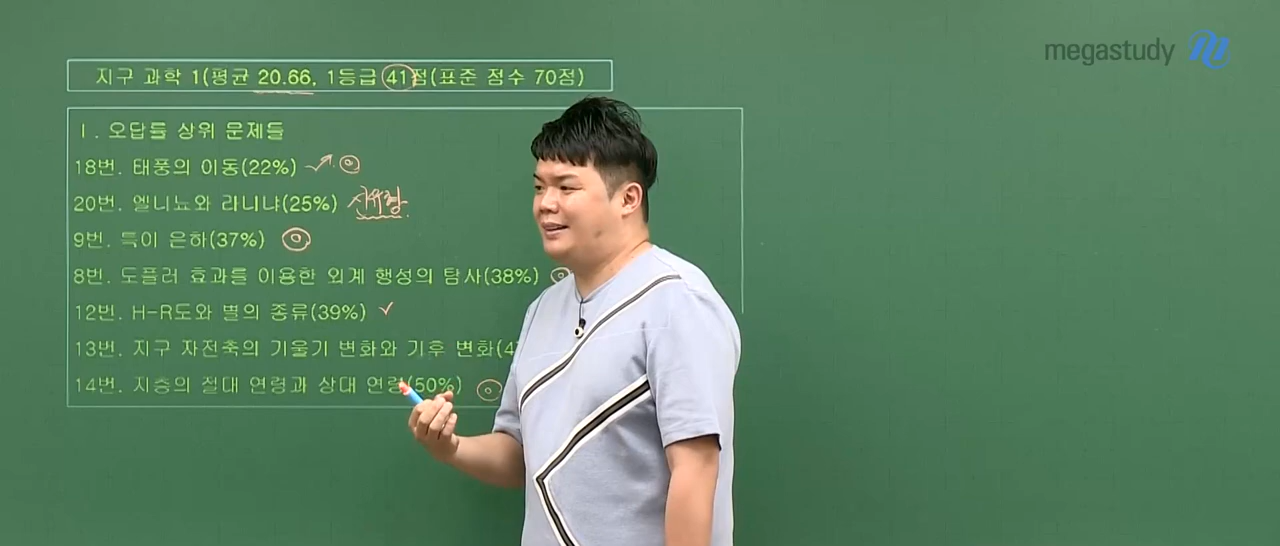 megastudy
지구 과학 1(평균 20.66, 1등급 41점(표준 점수 70점)
Ⅰ. 오답률 상위 문제들
18번. 태풍의 이동(22%)
20번. 엘니뇨와 라니냐(25%)
9번. 특이 은하(37%)
8번. 도플러 효과를 이용한 외계 행성의 탐사(38%)
12번. H-R도와 별의 종류(39%)
13번. 지구 자전축의 기울기 변화와 기후 변화(4
14번. 지층의 절대 연령과 상대 연령(50%)